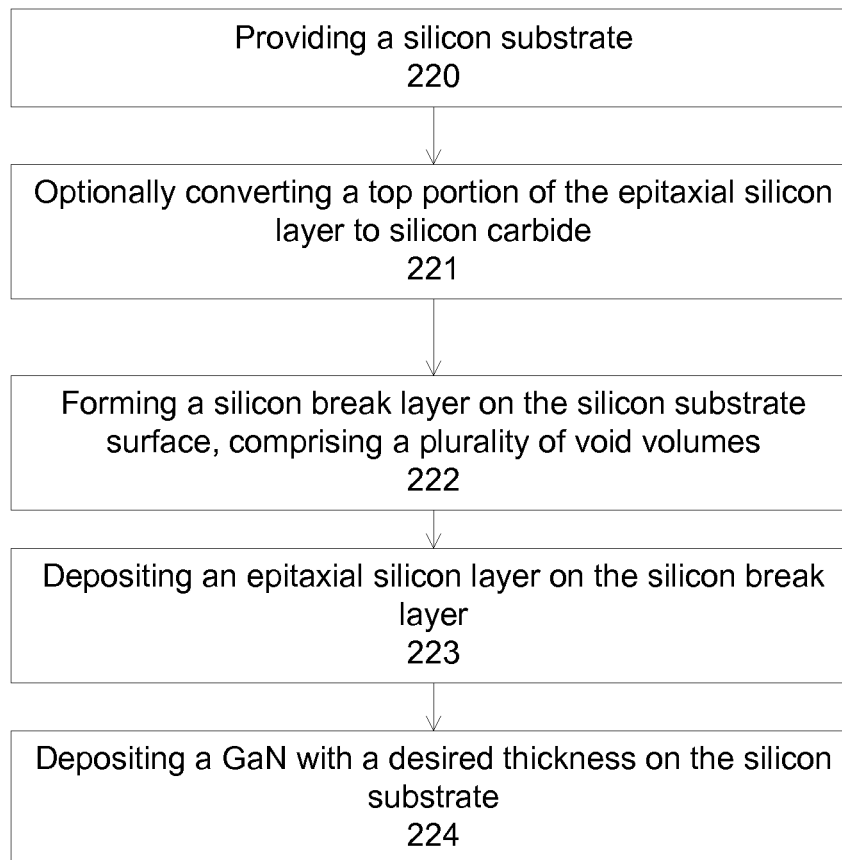 Providing a silicon substrate
220
Optionally converting a top portion of the epitaxial silicon
layer to silicon carbide
221
Forming a silicon break layer on the silicon substrate
surface, comprising a plurality of void volumes
222
Depositing an epitaxial silicon layer on the silicon break
layer
223
Depositing a GaN with a desired thickness on the silicon
substrate
224